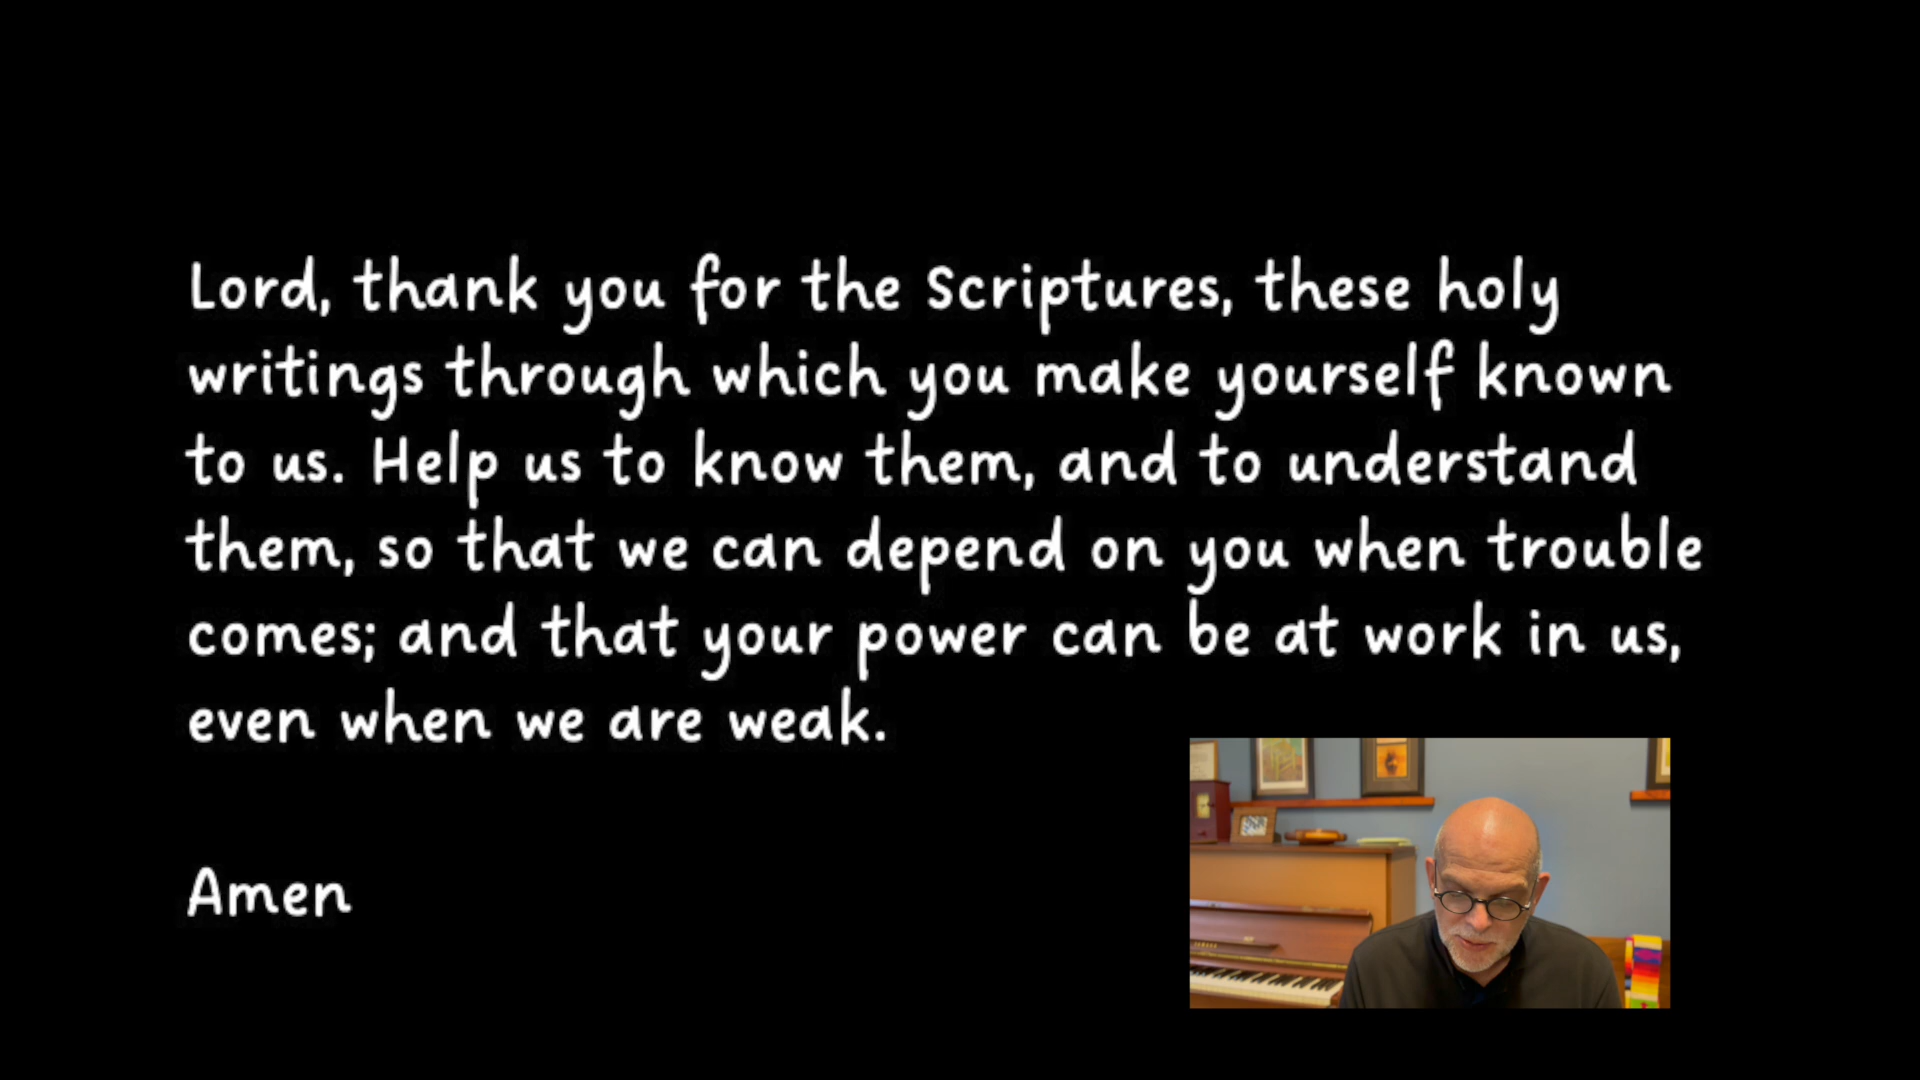 Lord, thank you for the Scriptures, these holy
writings through which you make yourself known
to us. Help us to know them, and to understand
them, so that we can depend on you when trouble
comes; and that your power can be at work in us,
even when we are weak.
Amen
YAMAHA